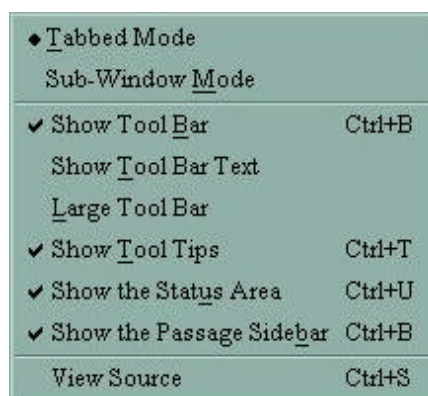 Tabbed Mode
Sub-Window Mode
Show Tool Bar Ctrl+B
Show Tool Bar Text
Large Tool Bar
Show Tool Tips Ctrl+T
Show the Status Area Ctrl+U
Show the Passage Sidebar Ctrl+B
View Source Ctrl+S